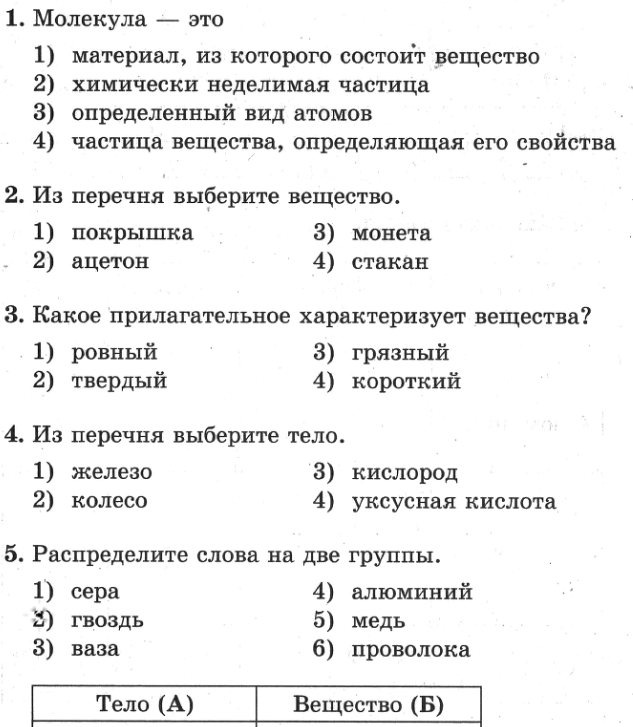 1. Молекула — это
1) материал, из которого состоит вещество
2) химически неделимая частица
3) определенный вид атомов
4) частица вещества, определяющая его свойства
2. Из перечня выберите вещество.
1) покрышка 3) монета
2) ацетон 4) стакан
3. Какое прилагательное характеризует вещества?
1) ровный 3) грязный
2) твердый 4) короткий
4. Из перечня выберите тело.
1) железо 3) кислород
2) колесо 4) уксусная кислота
5. Распределите слова на две группы.
1) сера 4) алюминий
2) гвоздь 5) медь
3) ваза 6) проволока
Тело (А) Вещество (Б)